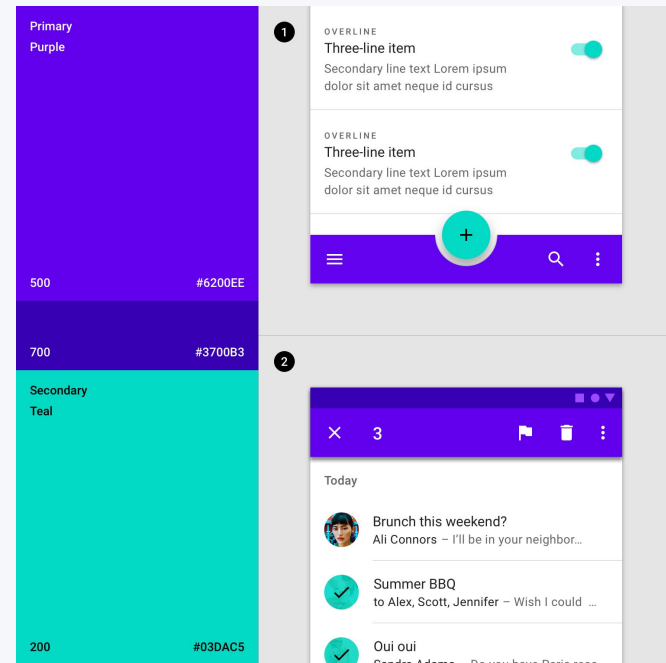 Primary
Purple
500 #6200EE
700 #3700B3
Secondary
Teal
200 #03DAC5
1
OVERLINE
Three-line item
Secondary line text Lorem ipsum
dolor sit amet neque id cursus
OVERLINE
Three-line item
Secondary line text Lorem ipsum
dolor sit amet neque id cursus
2
3
Today
Brunch this weekend?
Ali Connors – I'll be in your neighbor...
Summer BBQ
to Alex, Scott, Jennifer – Wish I could ...
Oui oui